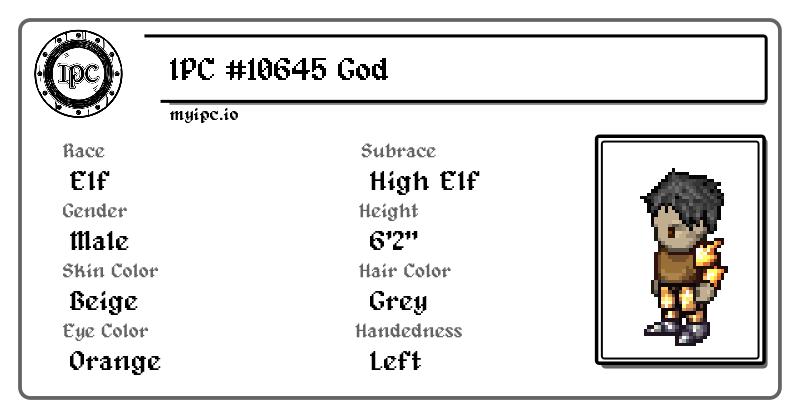 IPC
IPC #10645 God
myipc.io
Race
Subrace
Elf
High Elf
Gender
Height
Male
6'2"
Skin Color
Hair Color
Beige
Grey
Eye Color
Handedness
Orange
Left